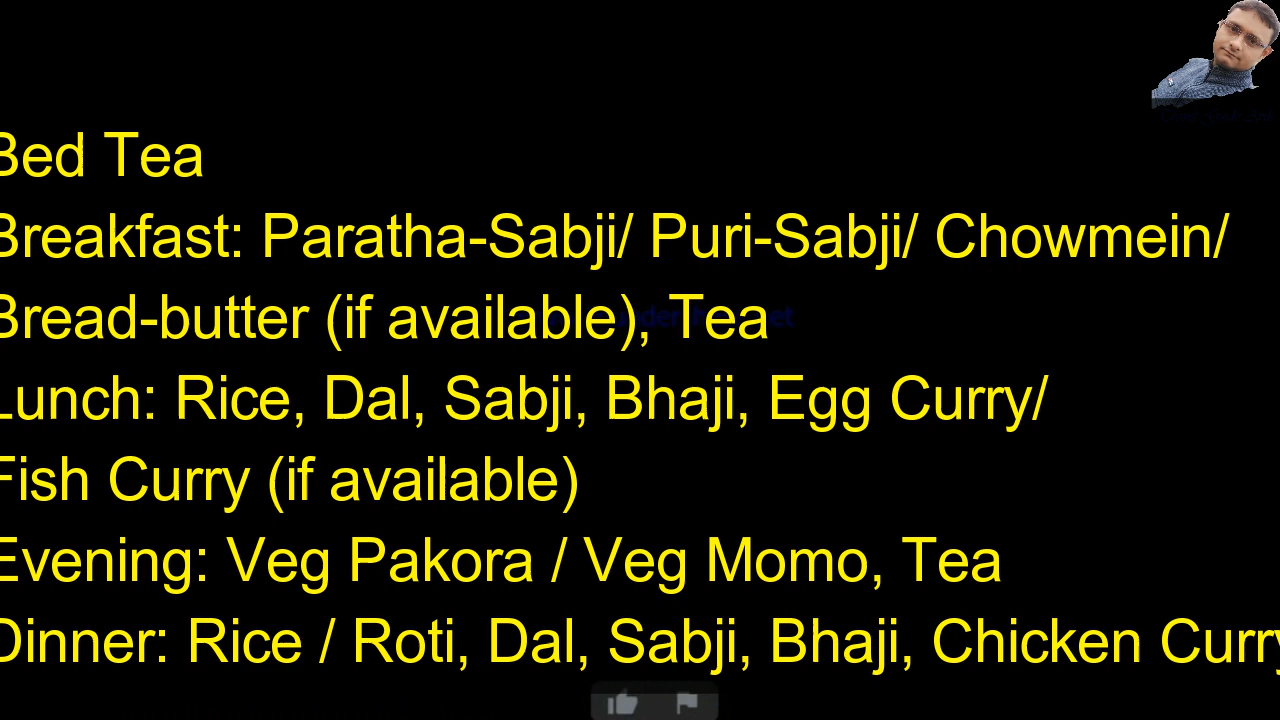 Bed Tea
Breakfast: Paratha-Sabji/ Puri-Sabji/ Chowmein/
Bread-butter (if available), Tea
Lunch: Rice, Dal, Sabji, Bhaji, Egg Curry/
Fish Curry (if available)
Evening: Veg Pakora / Veg Momo, Tea
Dinner: Rice / Roti, Dal, Sabji, Bhaji, Chicken Curry